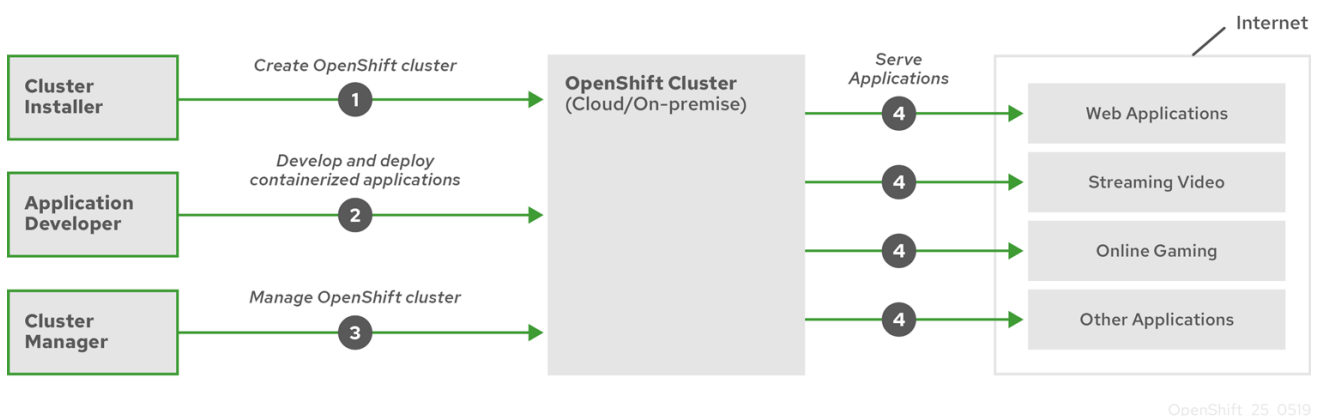 Internet
Cluster
Installer
Create OpenShift cluster
1
OpenShift Cluster
(Cloud/On-premise)
Serve
Applications
4
Web Applications
Application
Developer
Develop and deploy
containerized applications
2
4
Streaming Video
4
Online Gaming
Cluster
Manager
Manage OpenShift cluster
3
4
Other Applications
OpenShift_25_0519